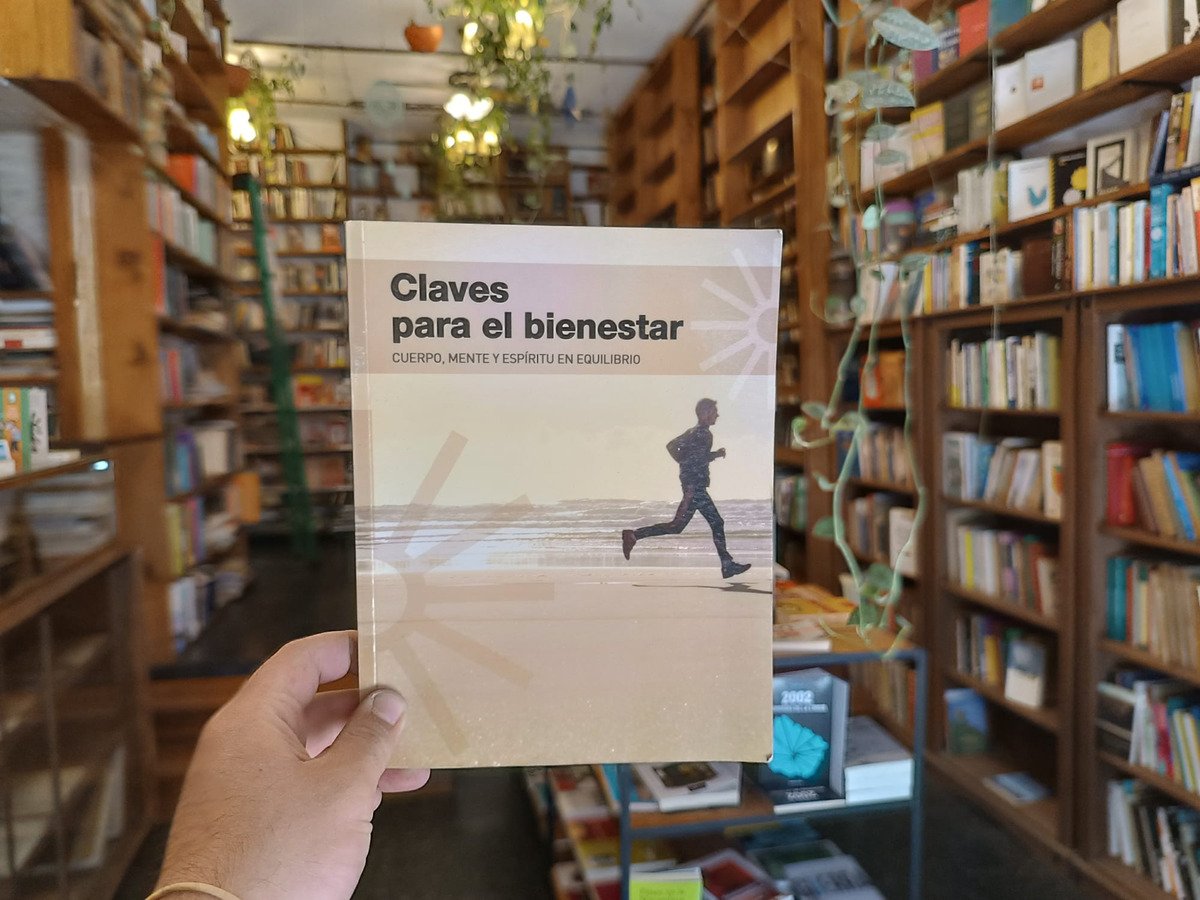 Claves
para el bienestar
CUERPO, MENTE Y ESPÍRITU EN EQUILIBRIO
2002